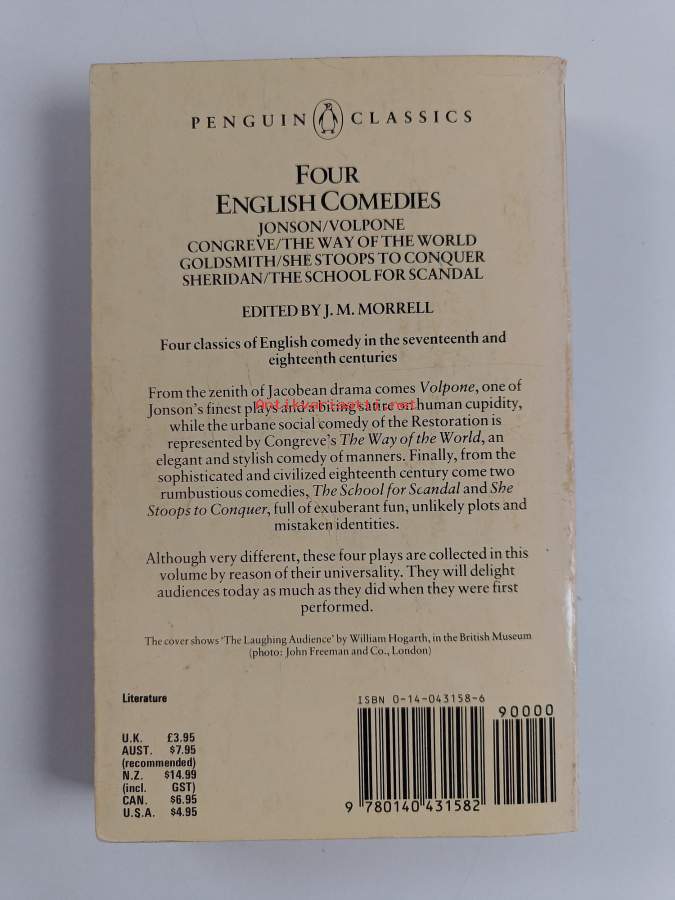 PENGUIN CLASSICS
FOUR
ENGLISH COMEDIES
JONSON/VOLPONE
CONGREVE/THE WAY OF THE WORLD
GOLDSMITH/SHE STOOPS TO CONQUER
SHERIDAN/THE SCHOOL FOR SCANDAL
EDITED BY J. M. MORRELL
Four classics of English comedy in the seventeenth and
eighteenth centuries
From the zenith of Jacobean drama comes Volpone, one of
Jonson's finest plays and a biting satire on human cupidity,
Antikvariaatti.net
while the urbane social comedy of the Restoration is
represented by Congreve's The Way of the World, an
elegant and stylish comedy of manners. Finally, from the
sophisticated and civilized eighteenth century come two
rumbustious comedies, The School for Scandal and She
Stoops to Conquer, full of exuberant fun, unlikely plots and
mistaken identities.
Although very different, these four plays are collected in this
volume by reason of their universality. They will delight
audiences today as much as they did when they were first
performed.
The cover shows 'The Laughing Audience' by William Hogarth, in the British Museum
(photo: John Freeman and Co., London)
Literature
U.K. £3.95
AUST. $7.95
(recommended)
N.Z. $14.99
(incl. GST)
CAN. $6.95
U.S.A. $4.95
ISBN 0-14-043158-6
90000
9 780140 431582